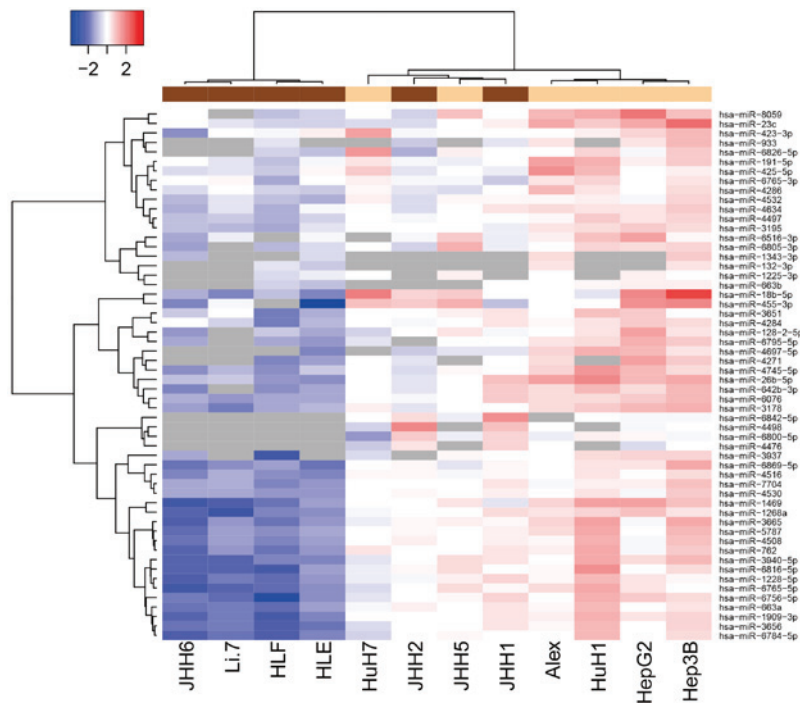 −2 2
hsa−miR−8059
hsa−miR−23c
hsa−miR−423−3p
hsa−miR−933
hsa−miR−6826−5p
hsa−miR−191−5p
hsa−miR−425−5p
hsa−miR−6765−3p
hsa−miR−4286
hsa−miR−4532
hsa−miR−4634
hsa−miR−4497
hsa−miR−3195
hsa−miR−6516−3p
hsa−miR−6805−3p
hsa−miR−1343−3p
hsa−miR−132−3p
hsa−miR−1225−3p
hsa−miR−663b
hsa−miR−18b−5p
hsa−miR−455−3p
hsa−miR−3651
hsa−miR−4284
hsa−miR−128−2−5p
hsa−miR−6795−5p
hsa−miR−4697−5p
hsa−miR−4271
hsa−miR−4745−5p
hsa−miR−26b−5p
hsa−miR−642b−3p
hsa−miR−6076
hsa−miR−3178
hsa−miR−6842−5p
hsa−miR−4498
hsa−miR−6800−5p
hsa−miR−4476
hsa−miR−3937
hsa−miR−6869−5p
hsa−miR−4516
hsa−miR−7704
hsa−miR−4530
hsa−miR−1469
hsa−miR−1268a
hsa−miR−3665
hsa−miR−5787
hsa−miR−4508
hsa−miR−762
hsa−miR−3940−5p
hsa−miR−6816−5p
hsa−miR−1228−5p
hsa−miR−6765−5p
hsa−miR−6756−5p
hsa−miR−663a
hsa−miR−1909−3p
hsa−miR−3656
hsa−miR−6784−5p
JHH6 Li.7 HLF HLE HuH7 JHH2 JHH5 JHH1 Alex HuH1 HepG2 Hep3B